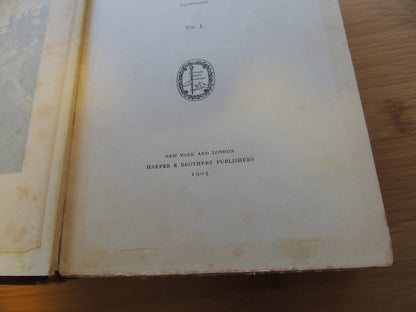 ILLUSTRATED
VOL. I.
NEW YORK AND LONDON
HARPER & BROTHERS PUBLISHERS
1905